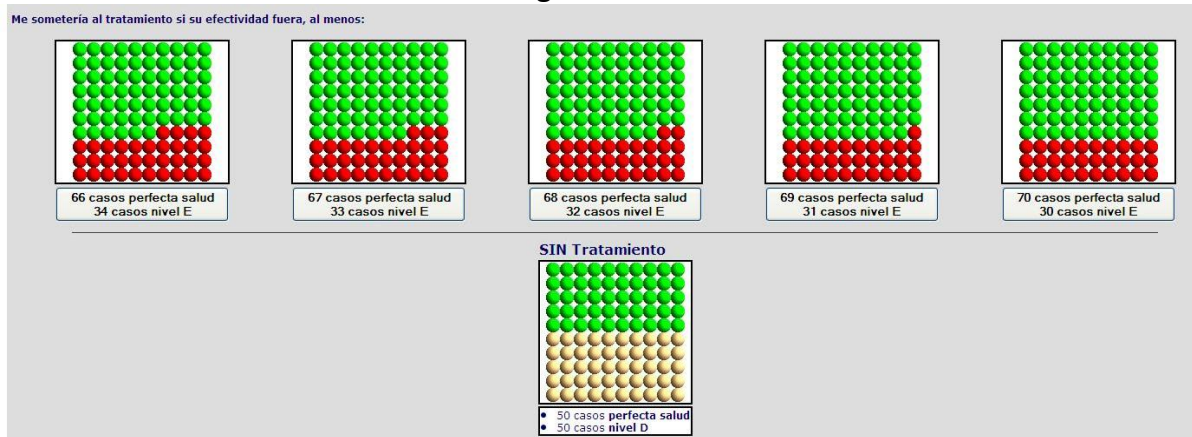 Me sometería al tratamiento si su efectividad fuera, al menos:
66 casos perfecta salud
34 casos nivel E
67 casos perfecta salud
33 casos nivel E
68 casos perfecta salud
32 casos nivel E
69 casos perfecta salud
31 casos nivel E
70 casos perfecta salud
30 casos nivel E
SIN Tratamiento
• 50 casos perfecta salud
• 50 casos nivel D